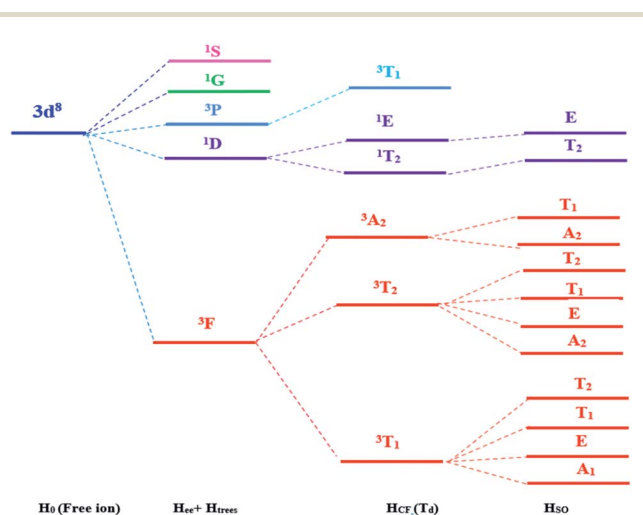 ¹S
¹G
³T₁
3d⁸
³P
¹E
E
¹D
¹T₂
T₂
T₁
³A₂
A₂
T₂
³T₂
T₁
³F
E
A₂
T₂
T₁
³T₁
E
A₁
H₀ (Free ion) Hₑₑ+ Hₜᵣₑₑₛ H_CF (T_d) H_SO